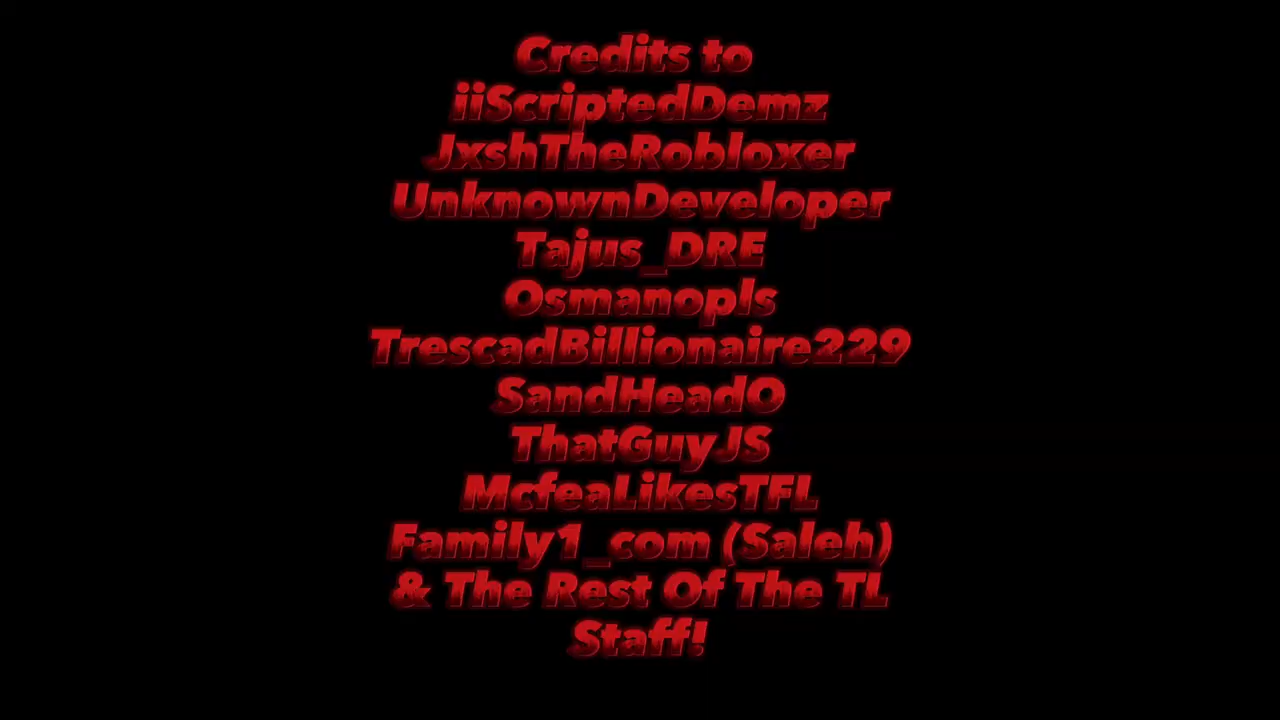 Credits to
iiScriptedDemz
JxshTheRobloxer
UnknownDeveloper
Tajus_DRE
Osmanopls
TrescadBillionaire229
SandHeadO
ThatGuyJS
McfeaLikesTFL
Family1_com (Saleh)
& The Rest Of The TL
Staff!